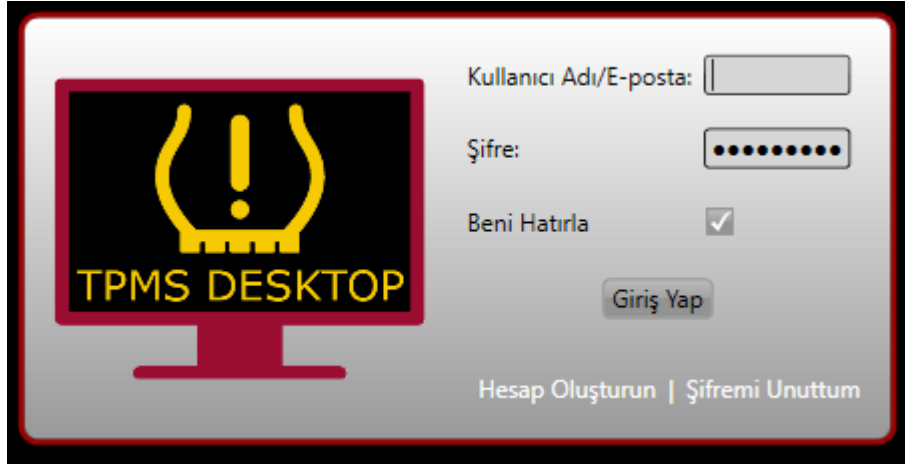 Kullanıcı Adı/E-posta:
Şifre:
●●●●●●●●●
Beni Hatırla
TPMS DESKTOP
Giriş Yap
Hesap Oluşturun | Şifremi Unuttum